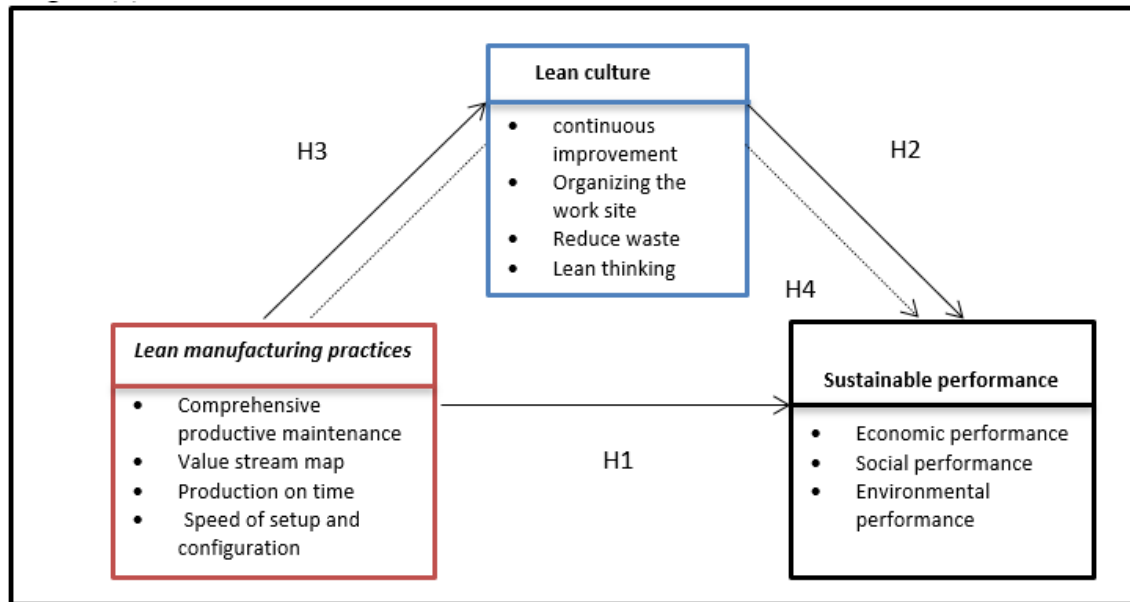 Lean culture
• continuous
improvement
• Organizing the
work site
• Reduce waste
• Lean thinking
H3
H2
H4
Lean manufacturing practices
• Comprehensive
productive maintenance
• Value stream map
• Production on time
• Speed of setup and
configuration
H1
Sustainable performance
• Economic performance
• Social performance
• Environmental
performance